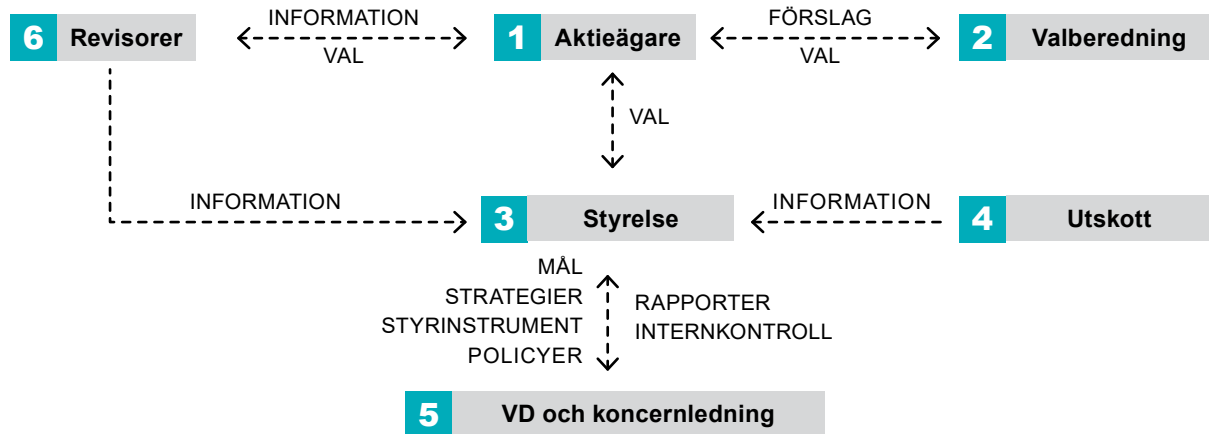 INFORMATION
FÖRSLAG
6 Revisorer
1 Aktieägare
2 Valberedning
VAL
VAL
VAL
INFORMATION
INFORMATION
3 Styrelse
4 Utskott
MÅL
STRATEGIER
STYRINSTRUMENT
POLICYER
RAPPORTER
INTERNKONTROLL
5 VD och koncernledning